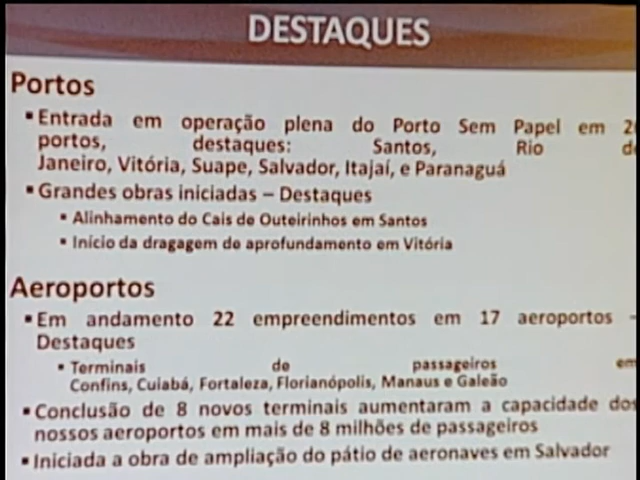 DESTAQUES
Portos
▪Entrada em operação plena do Porto Sem Papel em
portos, destaques: Santos, Rio
Janeiro, Vitória, Suape, Salvador, Itajaí, e Paranaguá
▪Grandes obras iniciadas – Destaques
▪ Alinhamento do Cais de Outeirinhos em Santos
▪ Início da dragagem de aprofundamento em Vitória
Aeroportos
▪Em andamento 22 empreendimentos em 17 aeroportos -
Destaques
▪ Terminais de passageiros em
Confins, Cuiabá, Fortaleza, Florianópolis, Manaus e Galeão
▪Conclusão de 8 novos terminais aumentaram a capacidade dos
nossos aeroportos em mais de 8 milhões de passageiros
▪Iniciada a obra de ampliação do pátio de aeronaves em Salvador